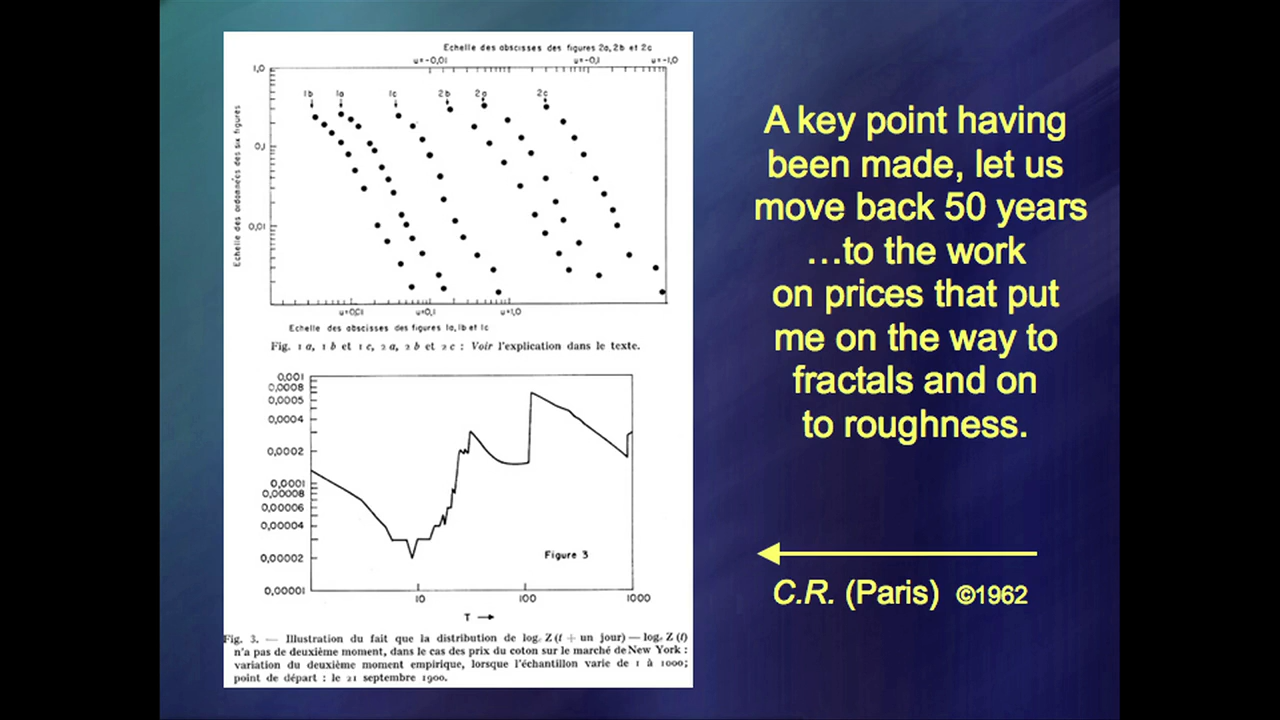 Echelle des abscisses des figures 2a, 2b et 2c
u=-0,01 u=-0,1 u=-1,0
1,0
1b 1a 1c 2b 2a 2c
Echelle des ordonnées des six figures
0,1
0,01
u=0,01 u=0,1 u=1,0
Echelle des abscisses des figures 1a, 1b et 1c
Fig. 1 a, 1 b et 1 c, 2 a, 2 b et 2 c : Voir l'explication dans le texte.
0,001
0,0008
0,0005
0,0004
0,0002
0,0001
0,00008
0,00006
0,00004
0,00002
0,00001
Figure 3
10 100 1000
T →
Fig. 3. — Illustration du fait que la distribution de log. Z (t + un jour) — log. Z (t)
n'a pas de deuxième moment, dans le cas des prix du coton sur le marché de New York :
variation du deuxième moment empirique, lorsque l'échantillon varie de 1 à 1000;
point de départ : le 21 septembre 1900.
A key point having
been made, let us
move back 50 years
...to the work
on prices that put
me on the way to
fractals and on
to roughness.
C.R. (Paris) ©1962